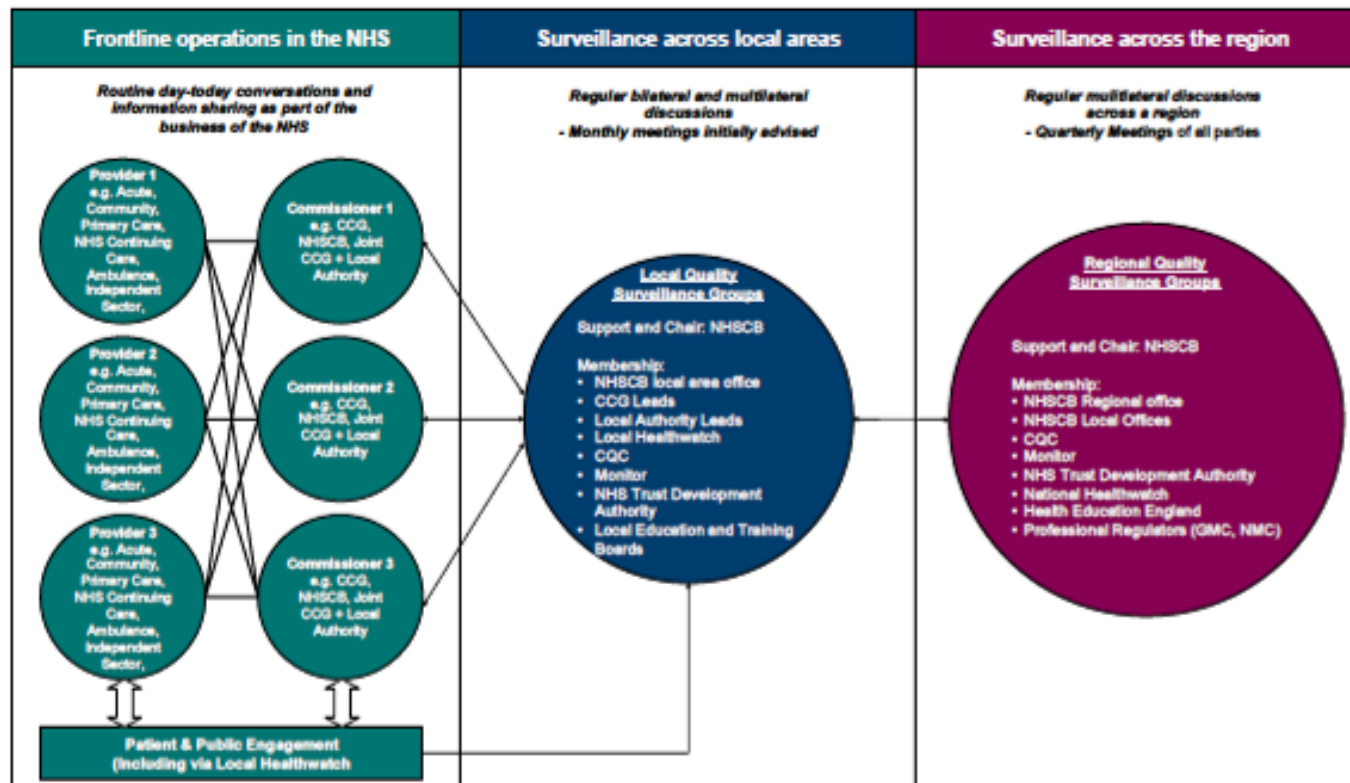 Frontline operations in the NHS
Surveillance across local areas
Surveillance across the region
Routine day-today conversations and
information sharing as part of the
business of the NHS
Regular bilateral and multilateral
discussions
- Monthly meetings initially advised
Regular mulitlateral discussions
across a region
- Quarterly Meetings of all parties
Provider 1
e.g. Acute,
Community,
Primary Care,
NHS Continuing
Care,
Ambulance,
Independent
Sector,
Commissioner 1
e.g. CCG,
NHSCB, Joint
CCG + Local
Authority
Provider 2
e.g. Acute,
Community,
Primary Care,
NHS Continuing
Care,
Ambulance,
Independent
Sector,
Commissioner 2
e.g. CCG,
NHSCB, Joint
CCG + Local
Authority
Provider 3
e.g. Acute,
Community,
Primary Care,
NHS Continuing
Care,
Ambulance,
Independent
Sector,
Commissioner 3
e.g. CCG,
NHSCB, Joint
CCG + Local
Authority
Patient & Public Engagement
(Including via Local Healthwatch
Local Quality
Surveillance Groups
Support and Chair: NHSCB
Membership:
• NHSCB local area office
• CCG Leads
• Local Authority Leads
• Local Healthwatch
• CQC
• Monitor
• NHS Trust Development
Authority
• Local Education and Training
Boards
Regional Quality
Surveillance Groups
Support and Chair: NHSCB
Membership:
• NHSCB Regional office
• NHSCB Local Offices
• CQC
• Monitor
• NHS Trust Development Authority
• National Healthwatch
• Health Education England
• Professional Regulators (GMC, NMC)